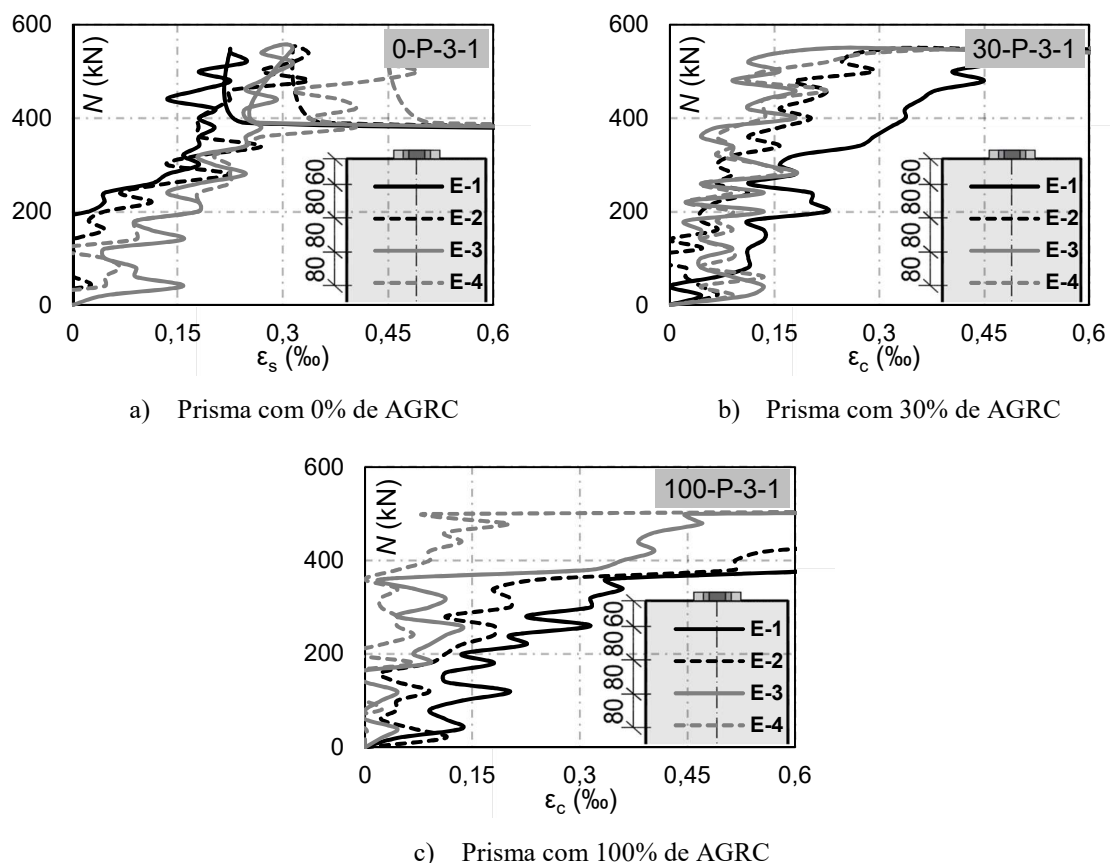 600
400
200
0
N (kN)
0-P-3-1
60
80
80
80
E-1
E-2
E-3
E-4
0
0,15
0,3
0,45
0,6
εs (‰)
a) Prisma com 0% de AGRC
600
400
200
0
N (kN)
30-P-3-1
60
80
80
80
E-1
E-2
E-3
E-4
0
0,15
0,3
0,45
0,6
εc (‰)
b) Prisma com 30% de AGRC
600
400
200
0
N (kN)
100-P-3-1
60
80
80
80
E-1
E-2
E-3
E-4
0
0,15
0,3
0,45
0,6
εc (‰)
c) Prisma com 100% de AGRC